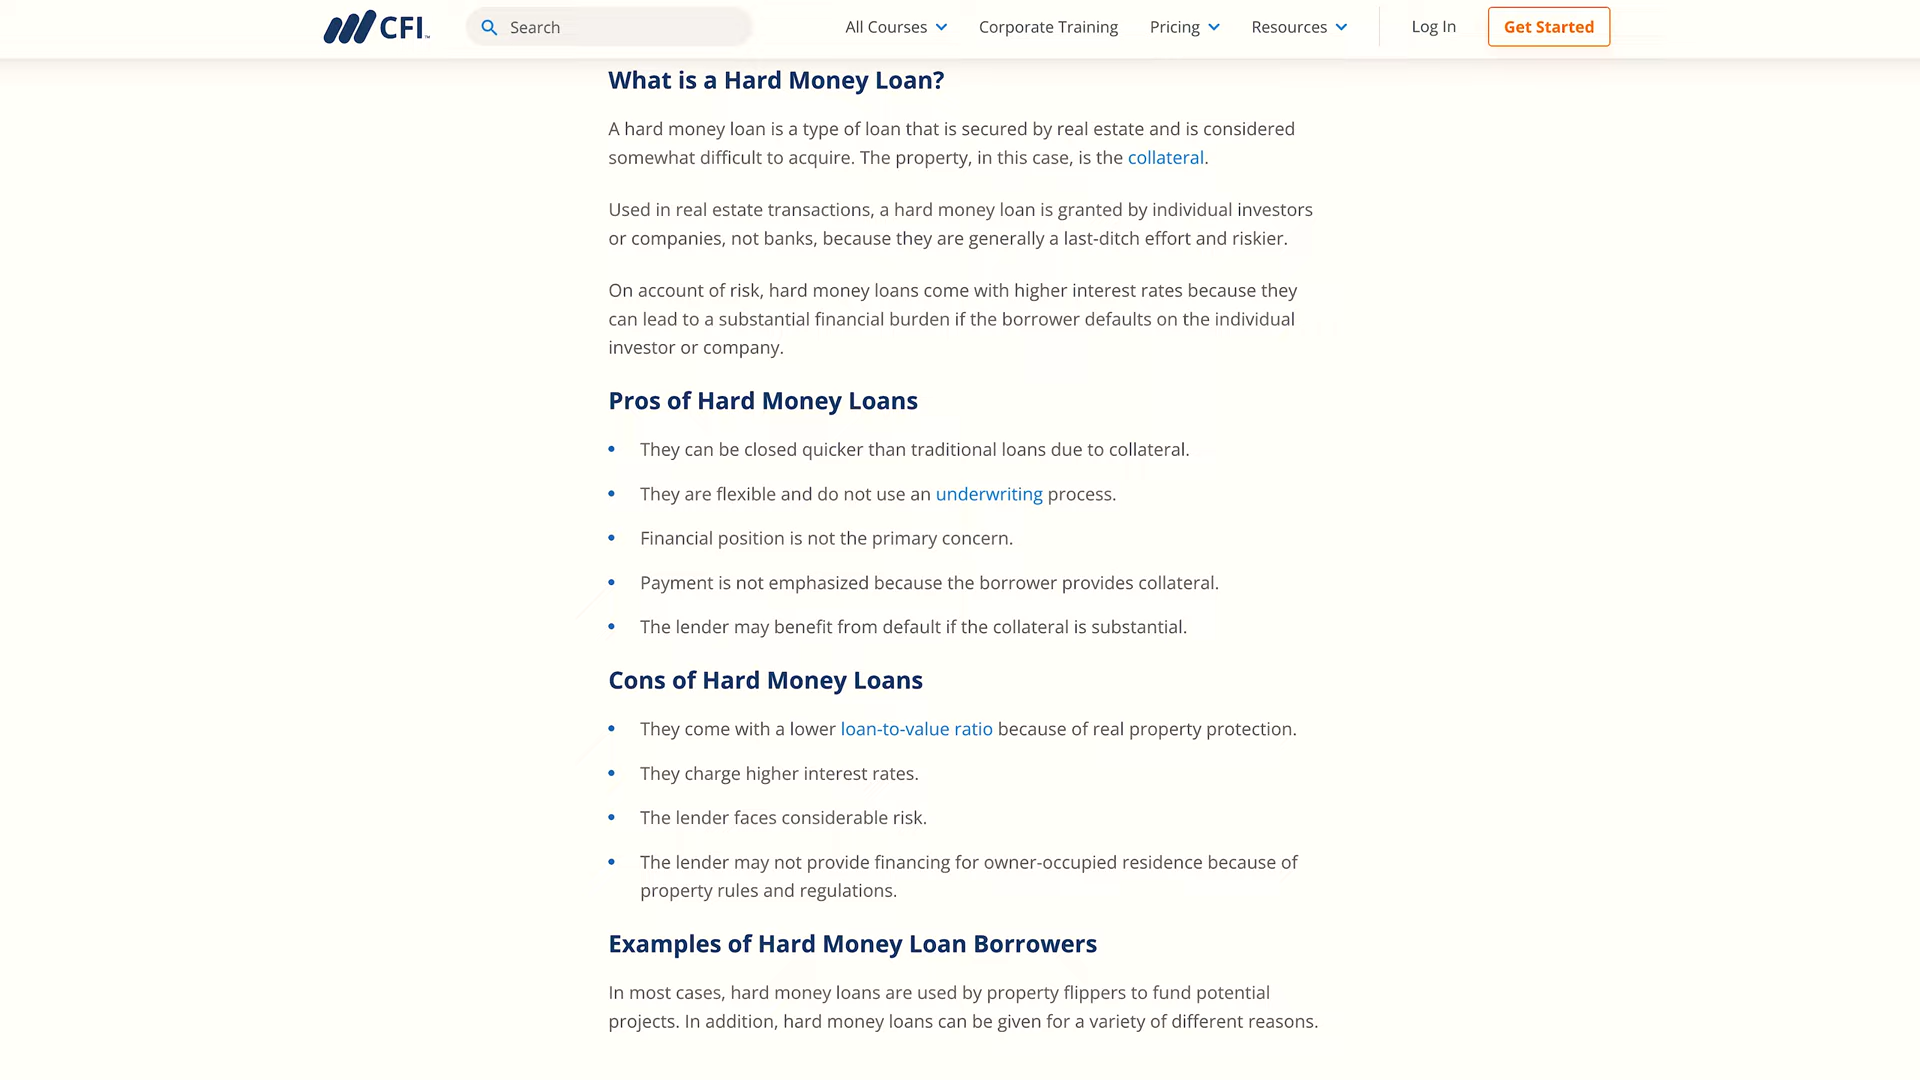 CFI™ Search All Courses Corporate Training Pricing Resources Log In Get Started
What is a Hard Money Loan?
A hard money loan is a type of loan that is secured by real estate and is considered
somewhat difficult to acquire. The property, in this case, is the collateral.
Used in real estate transactions, a hard money loan is granted by individual investors
or companies, not banks, because they are generally a last-ditch effort and riskier.
On account of risk, hard money loans come with higher interest rates because they
can lead to a substantial financial burden if the borrower defaults on the individual
investor or company.
Pros of Hard Money Loans
• They can be closed quicker than traditional loans due to collateral.
• They are flexible and do not use an underwriting process.
• Financial position is not the primary concern.
• Payment is not emphasized because the borrower provides collateral.
• The lender may benefit from default if the collateral is substantial.
Cons of Hard Money Loans
• They come with a lower loan-to-value ratio because of real property protection.
• They charge higher interest rates.
• The lender faces considerable risk.
• The lender may not provide financing for owner-occupied residence because of
property rules and regulations.
Examples of Hard Money Loan Borrowers
In most cases, hard money loans are used by property flippers to fund potential
projects. In addition, hard money loans can be given for a variety of different reasons.